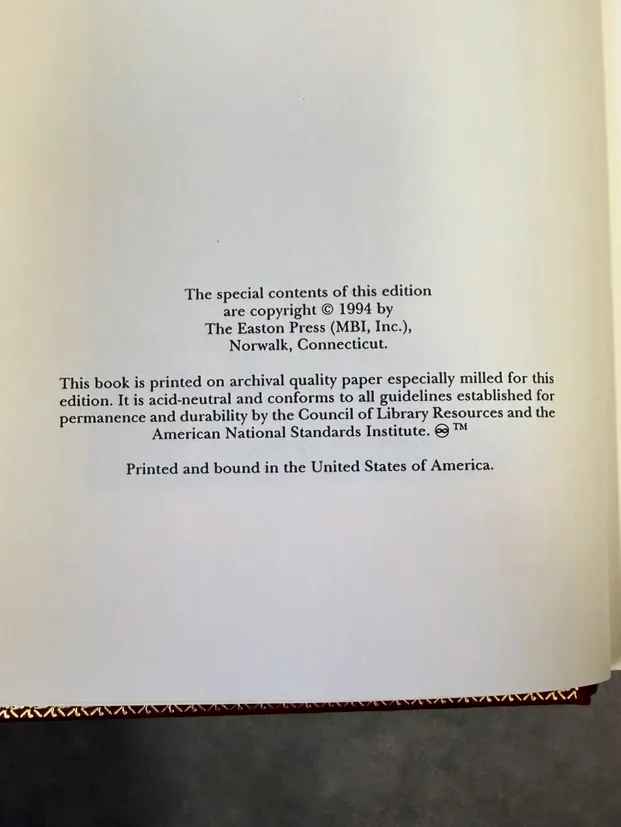 The special contents of this edition
are copyright © 1994 by
The Easton Press (MBI, Inc.),
Norwalk, Connecticut.
This book is printed on archival quality paper especially milled for this
edition. It is acid-neutral and conforms to all guidelines established for
permanence and durability by the Council of Library Resources and the
American National Standards Institute. ♾ ™
Printed and bound in the United States of America.